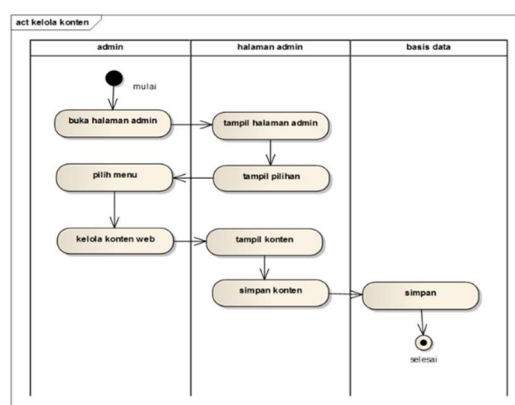 act kelola konten
admin
halaman admin
basis data
mulai
buka halaman admin
tampil halaman admin
pilih menu
tampil pilihan
kelola konten web
tampil konten
simpan konten
simpan
selesai